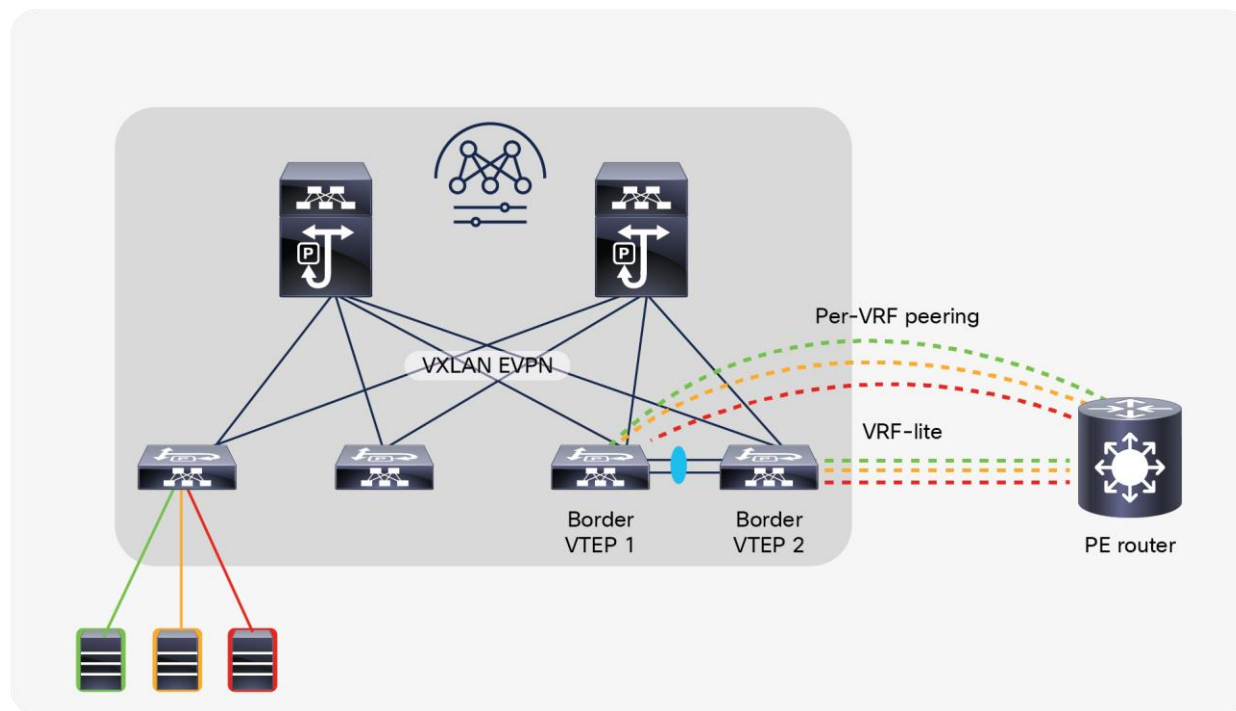 Per-VRF peering
VXLAN EVPN
VRF-lite
P
P
P
P
P
P
Border
VTEP 1
Border
VTEP 2
PE router